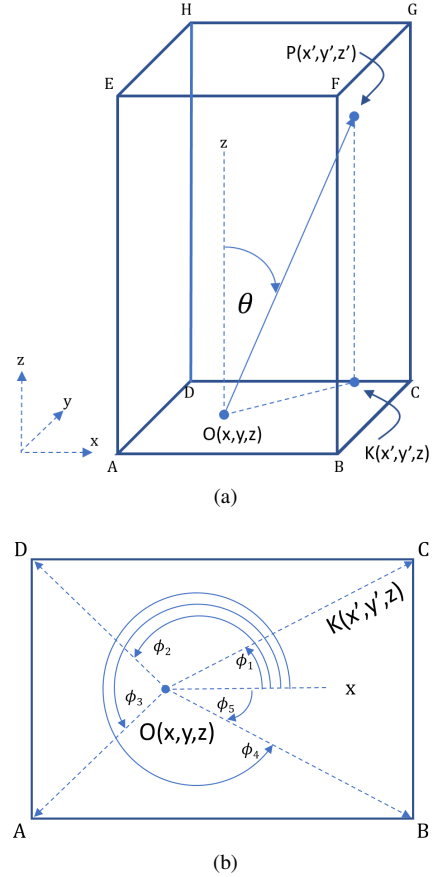 H
G
P(x’,y’,z’)
E
F
z
θ
z
y
x
D
C
O(x,y,z)
K(x’,y’,z)
A
B
(a)
D
C
K(x’,y’,z)
ϕ2
ϕ1
x
ϕ3
ϕ5
O(x,y,z)
ϕ4
A
B
(b)